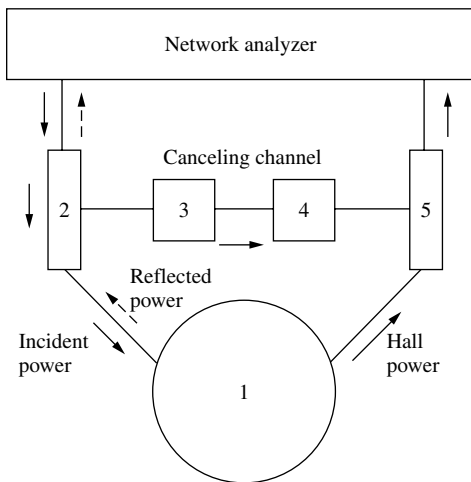 Network analyzer
Canceling channel
2
3
4
5
Reflected
power
Incident
power
Hall
power
1